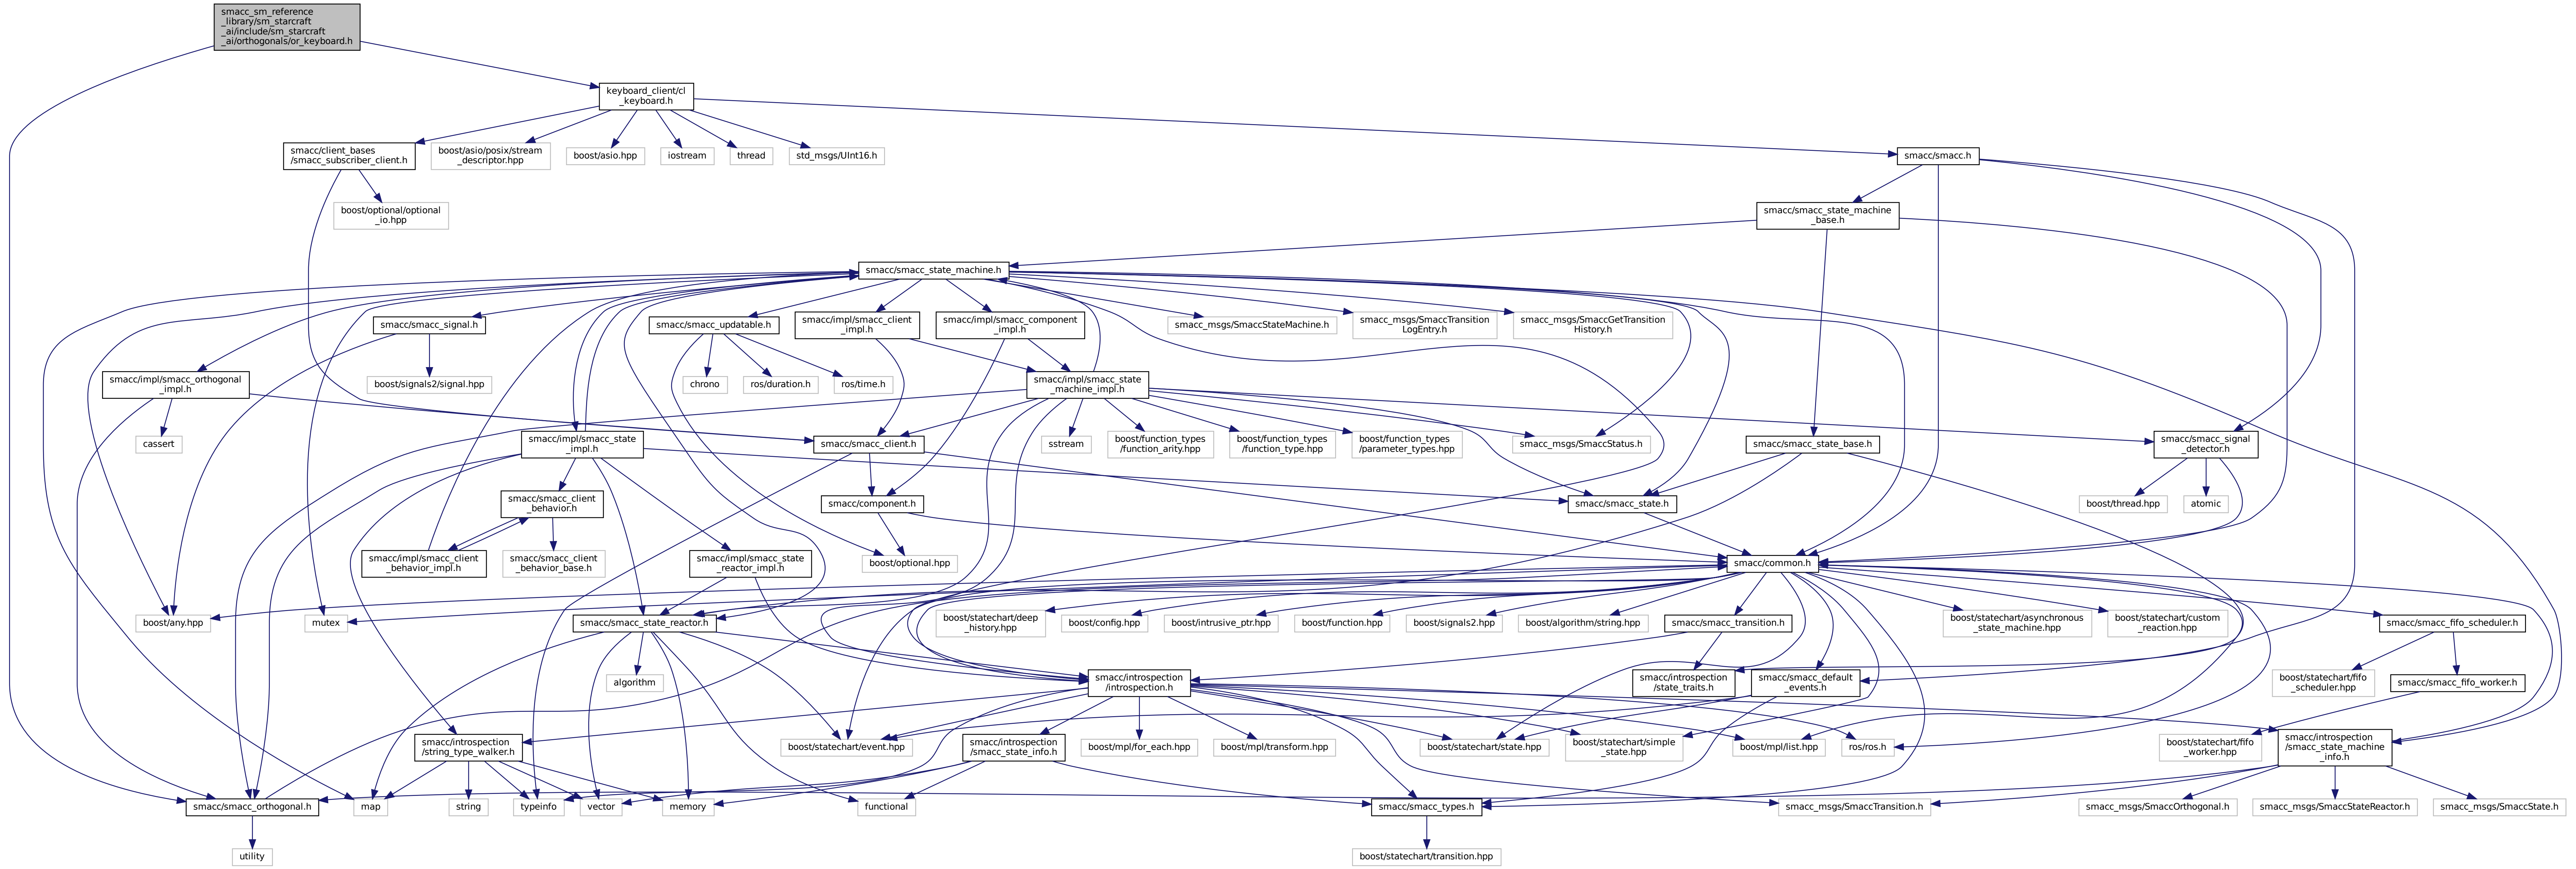 smacc_sm_reference
_library/sm_starcraft
_ai/include/sm_starcraft
_ai/orthogonals/or_keyboard.h
keyboard_client/cl
_keyboard.h
smacc/client_bases
/smacc_subscriber_client.h
boost/asio/posix/stream
_descriptor.hpp
boost/asio.hpp
iostream
thread
std_msgs/UInt16.h
smacc/smacc.h
boost/optional/optional
_io.hpp
smacc/smacc_state_machine
_base.h
smacc/smacc_state_machine.h
smacc/smacc_signal.h
smacc/smacc_updatable.h
smacc/impl/smacc_client
_impl.h
smacc/impl/smacc_component
_impl.h
smacc_msgs/SmaccStateMachine.h
smacc_msgs/SmaccTransition
LogEntry.h
smacc_msgs/SmaccGetTransition
History.h
smacc/impl/smacc_orthogonal
_impl.h
boost/signals2/signal.hpp
chrono
ros/duration.h
ros/time.h
smacc/impl/smacc_state
_machine_impl.h
cassert
smacc/impl/smacc_state
_impl.h
smacc/smacc_client.h
sstream
boost/function_types
/function_arity.hpp
boost/function_types
/function_type.hpp
boost/function_types
/parameter_types.hpp
smacc_msgs/SmaccStatus.h
smacc/smacc_state_base.h
smacc/smacc_signal
_detector.h
smacc/smacc_client
_behavior.h
smacc/component.h
smacc/smacc_state.h
boost/thread.hpp
atomic
smacc/impl/smacc_client
_behavior_impl.h
smacc/smacc_client
_behavior_base.h
smacc/impl/smacc_state
_reactor_impl.h
boost/optional.hpp
smacc/common.h
boost/any.hpp
mutex
smacc/smacc_state_reactor.h
boost/statechart/deep
_history.hpp
boost/config.hpp
boost/intrusive_ptr.hpp
boost/function.hpp
boost/signals2.hpp
boost/algorithm/string.hpp
smacc/smacc_transition.h
boost/statechart/asynchronous
_state_machine.hpp
boost/statechart/custom
_reaction.hpp
smacc/smacc_fifo_scheduler.h
algorithm
smacc/introspection
/introspection.h
smacc/introspection
/state_traits.h
smacc/smacc_default
_events.h
boost/statechart/fifo
_scheduler.hpp
smacc/smacc_fifo_worker.h
smacc/introspection
/string_type_walker.h
boost/statechart/event.hpp
smacc/introspection
/smacc_state_info.h
boost/mpl/for_each.hpp
boost/mpl/transform.hpp
boost/statechart/state.hpp
boost/statechart/simple
_state.hpp
boost/mpl/list.hpp
ros/ros.h
boost/statechart/fifo
_worker.hpp
smacc/introspection
/smacc_state_machine
_info.h
smacc/smacc_orthogonal.h
map
string
typeinfo
vector
memory
functional
smacc/smacc_types.h
smacc_msgs/SmaccTransition.h
smacc_msgs/SmaccOrthogonal.h
smacc_msgs/SmaccStateReactor.h
smacc_msgs/SmaccState.h
utility
boost/statechart/transition.hpp